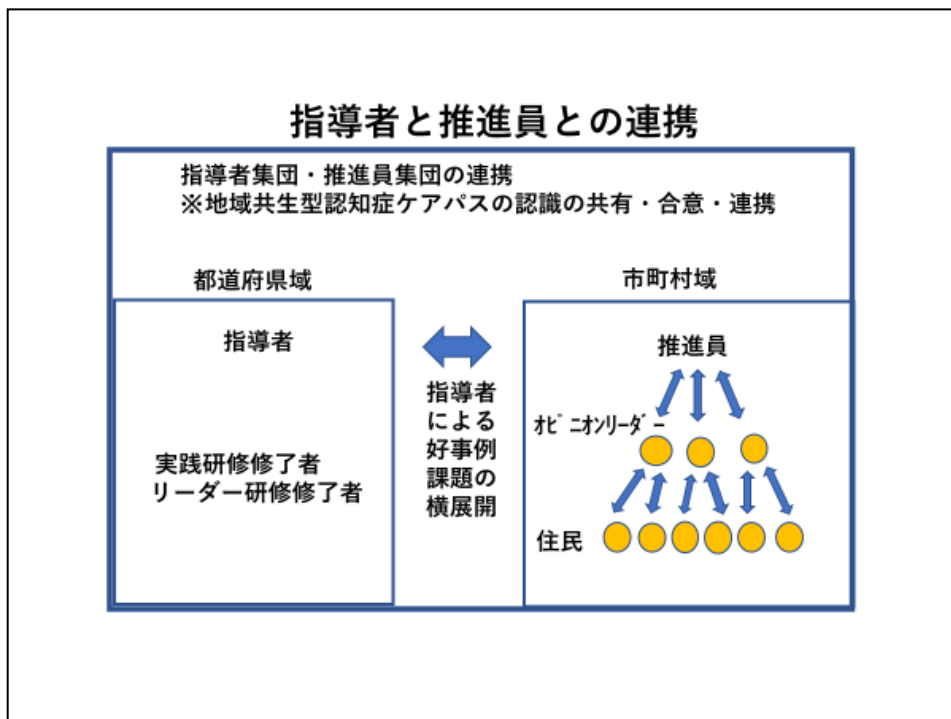 指導者と推進員との連携
指導者集団・推進員集団の連携
※地域共生型認知症ケアパスの認識の共有・合意・連携
都道府県域
指導者
実践研修修了者
リーダー研修修了者
指導者
による
好事例
課題の
横展開
市町村域
推進員
ｵﾋﾟﾆｵﾝﾘｰﾀﾞｰ
住民